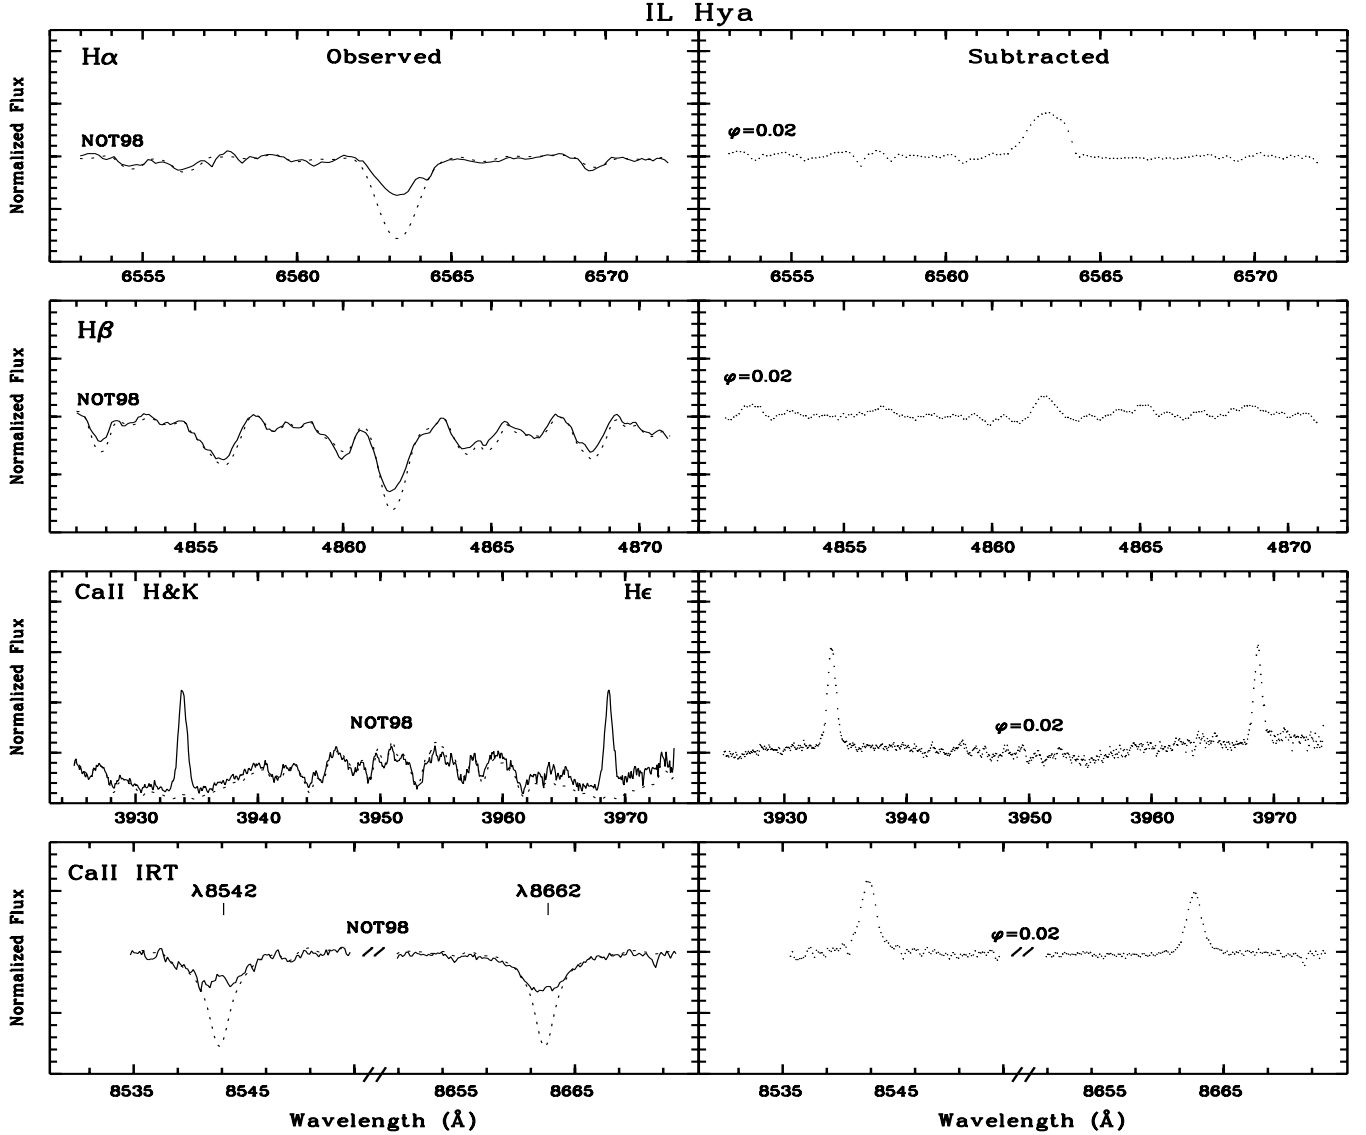 IL Hya
Hα
Observed
Subtracted
Normalized Flux
NOT98
φ=0.02
6555 6560 6565 6570
6555 6560 6565 6570
Hβ
Normalized Flux
NOT98
φ=0.02
4855 4860 4865 4870
4855 4860 4865 4870
CaII H&K
Hϵ
Normalized Flux
NOT98
φ=0.02
3930 3940 3950 3960 3970
3930 3940 3950 3960 3970
CaII IRT
λ8542
λ8662
Normalized Flux
NOT98
φ=0.02
8535 8545 8655 8665
8535 8545 8655 8665
Wavelength (Å)
Wavelength (Å)